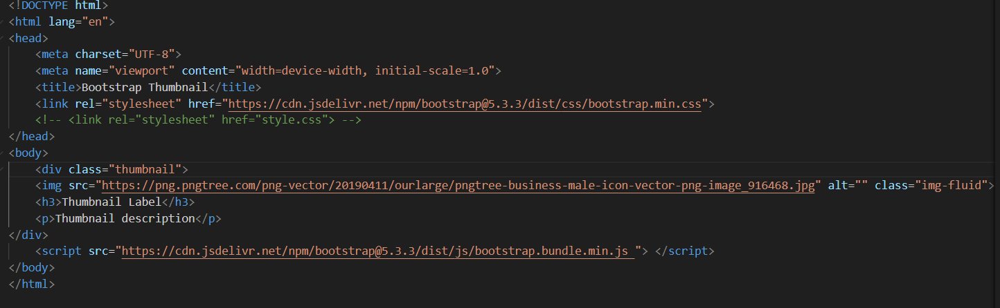 <!DOCTYPE html>
<html lang="en">
<head>
    <meta charset="UTF-8">
    <meta name="viewport" content="width=device-width, initial-scale=1.0">
    <title>Bootstrap Thumbnail</title>
    <link rel="stylesheet" href="https://cdn.jsdelivr.net/npm/bootstrap@5.3.3/dist/css/bootstrap.min.css">
    <!-- <link rel="stylesheet" href="style.css"> -->
</head>
<body>
    <div class="thumbnail">
    <img src="https://png.pngtree.com/png-vector/20190411/ourlarge/pngtree-business-male-icon-vector-png-image_916468.jpg" alt="" class="img-fluid">
    <h3>Thumbnail Label</h3>
    <p>Thumbnail description</p>
</div>
    <script src="https://cdn.jsdelivr.net/npm/bootstrap@5.3.3/dist/js/bootstrap.bundle.min.js "> </script>
</body>
</html>